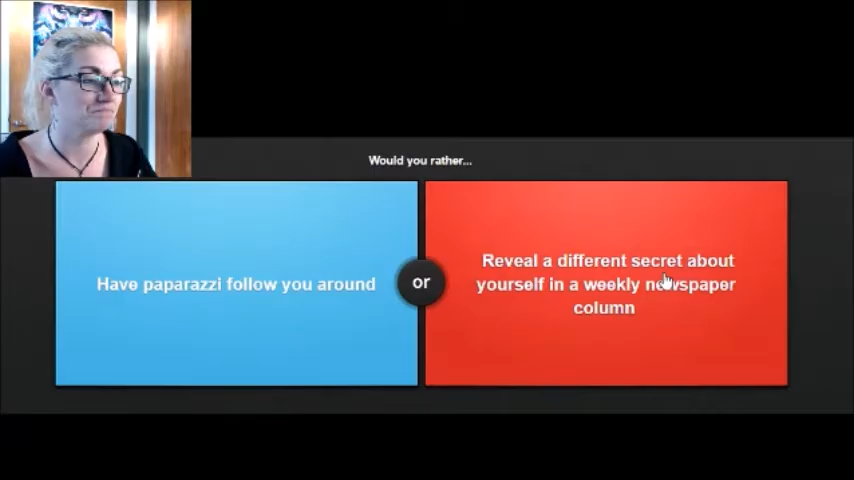 Would you rather...
Have paparazzi follow you around
or
Reveal a different secret about
yourself in a weekly newspaper
column